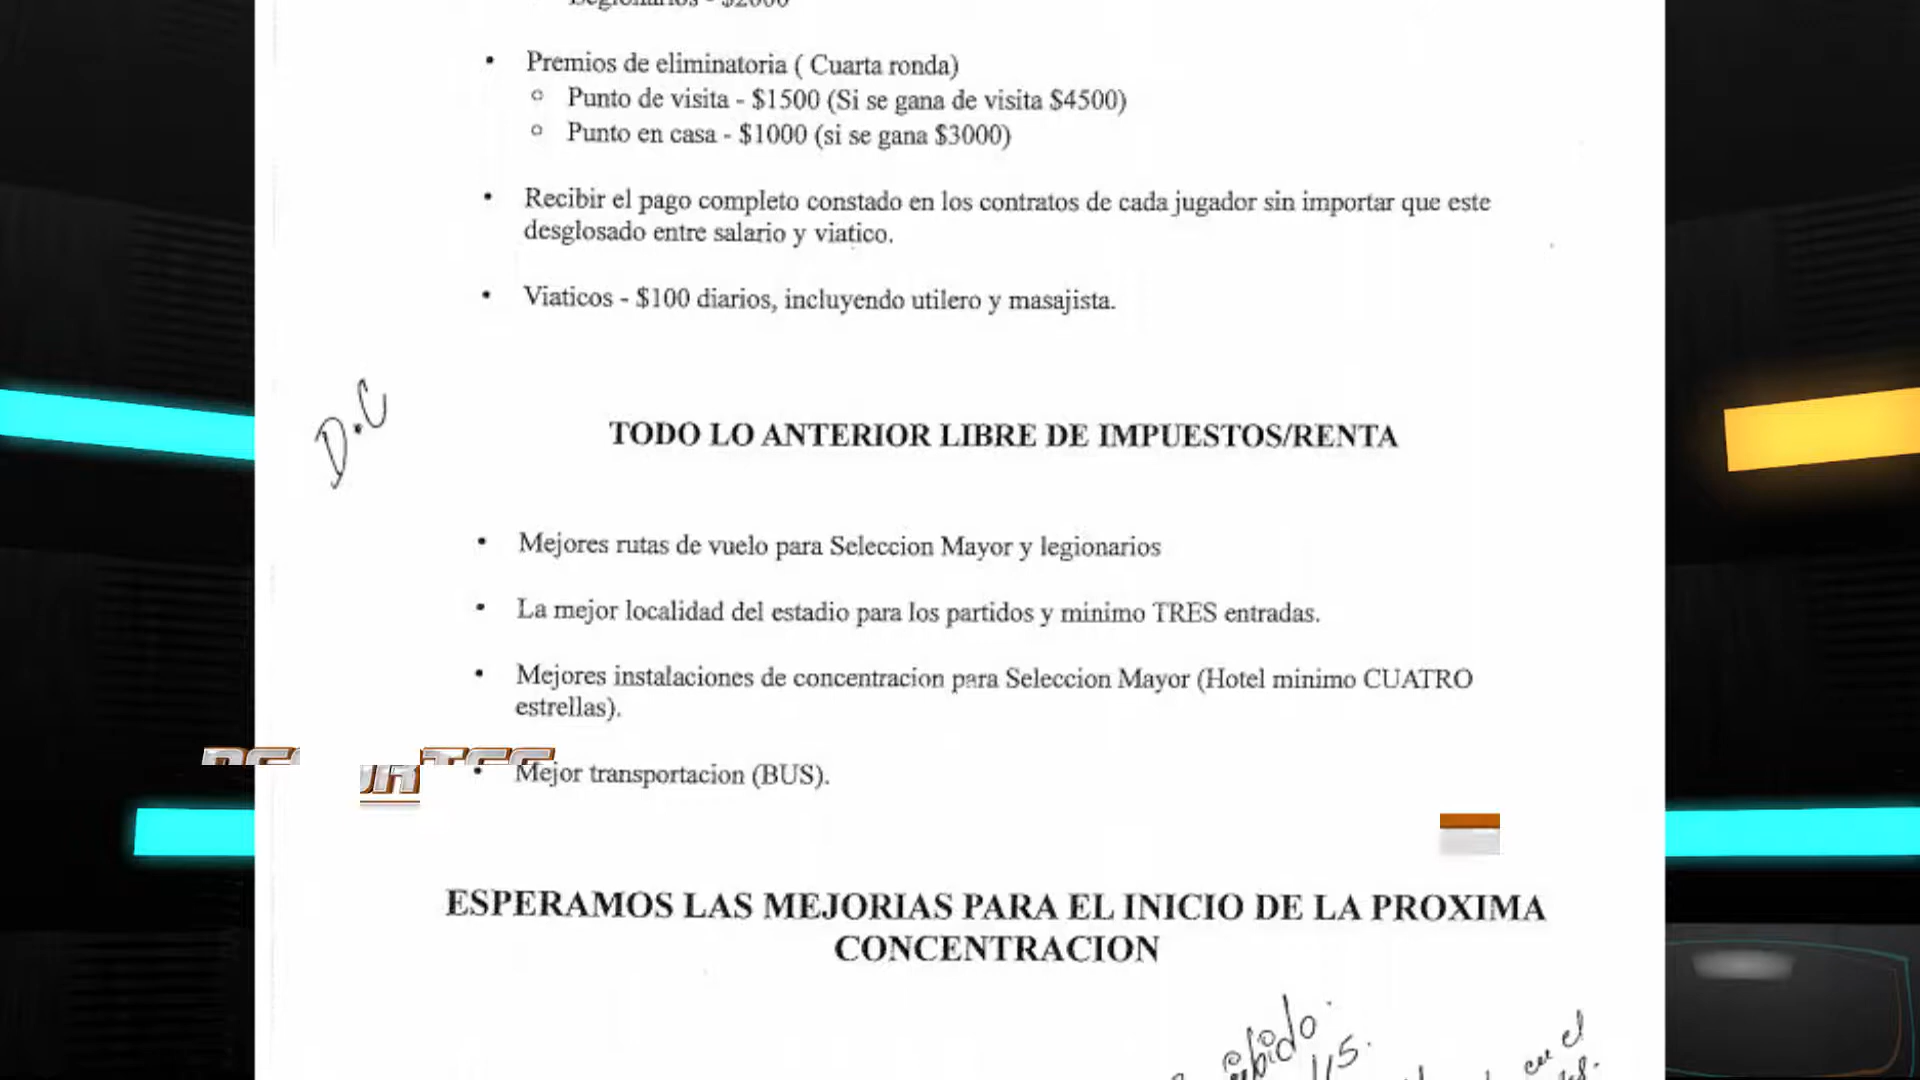 Legionarios - $2000
• Premios de eliminatoria ( Cuarta ronda)
o Punto de visita - $1500 (Si se gana de visita $4500)
o Punto en casa - $1000 (si se gana $3000)
• Recibir el pago completo constado en los contratos de cada jugador sin importar que este
desglosado entre salario y viatico.
• Viaticos - $100 diarios, incluyendo utilero y masajista.
D.C
TODO LO ANTERIOR LIBRE DE IMPUESTOS/RENTA
• Mejores rutas de vuelo para Seleccion Mayor y legionarios
• La mejor localidad del estadio para los partidos y minimo TRES entradas.
• Mejores instalaciones de concentracion para Seleccion Mayor (Hotel minimo CUATRO
estrellas).
• Mejor transportacion (BUS).
ESPERAMOS LAS MEJORIAS PARA EL INICIO DE LA PROXIMA
CONCENTRACION
en el